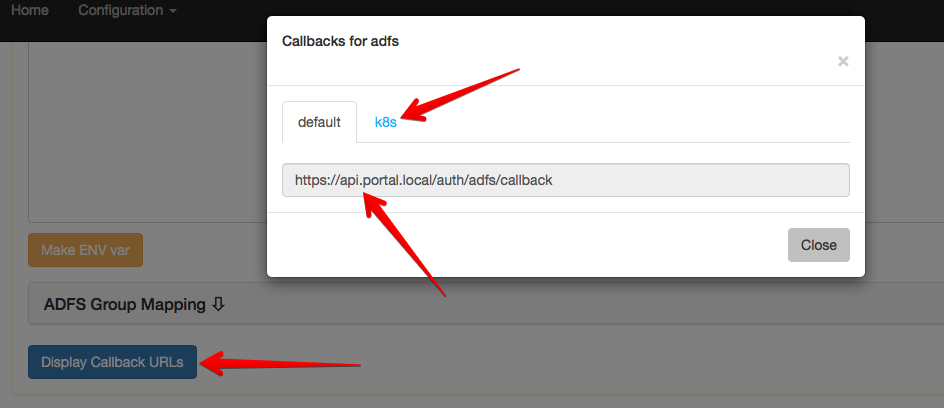 Home Configuration
Callbacks for adfs
×
default k8s
https://api.portal.local/auth/adfs/callback
Close
Make ENV var
ADFS Group Mapping
Display Callback URLs